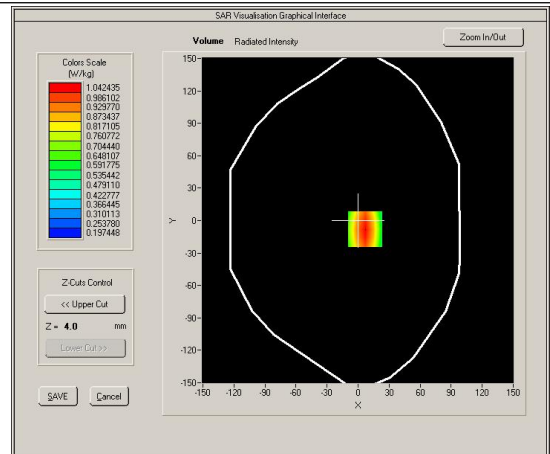 SAR Visualisation Graphical Interface
Volume Radiated Intensity
Zoom In/Out
Colors Scale
(W/kg)
1.042435
0.986102
0.929770
0.873437
0.817105
0.760772
0.704440
0.648107
0.591775
0.535442
0.479110
0.422777
0.366445
0.310113
0.253780
0.197448
Z-Cuts Control
<< Upper Cut
Z = 4.0 mm
Lower Cut >>
SAVE
Cancel
150
120
90
60
30
0
-30
-60
-90
-120
-150
Y
-150 -120 -90 -60 -30 0 30 60 90 120 150
X